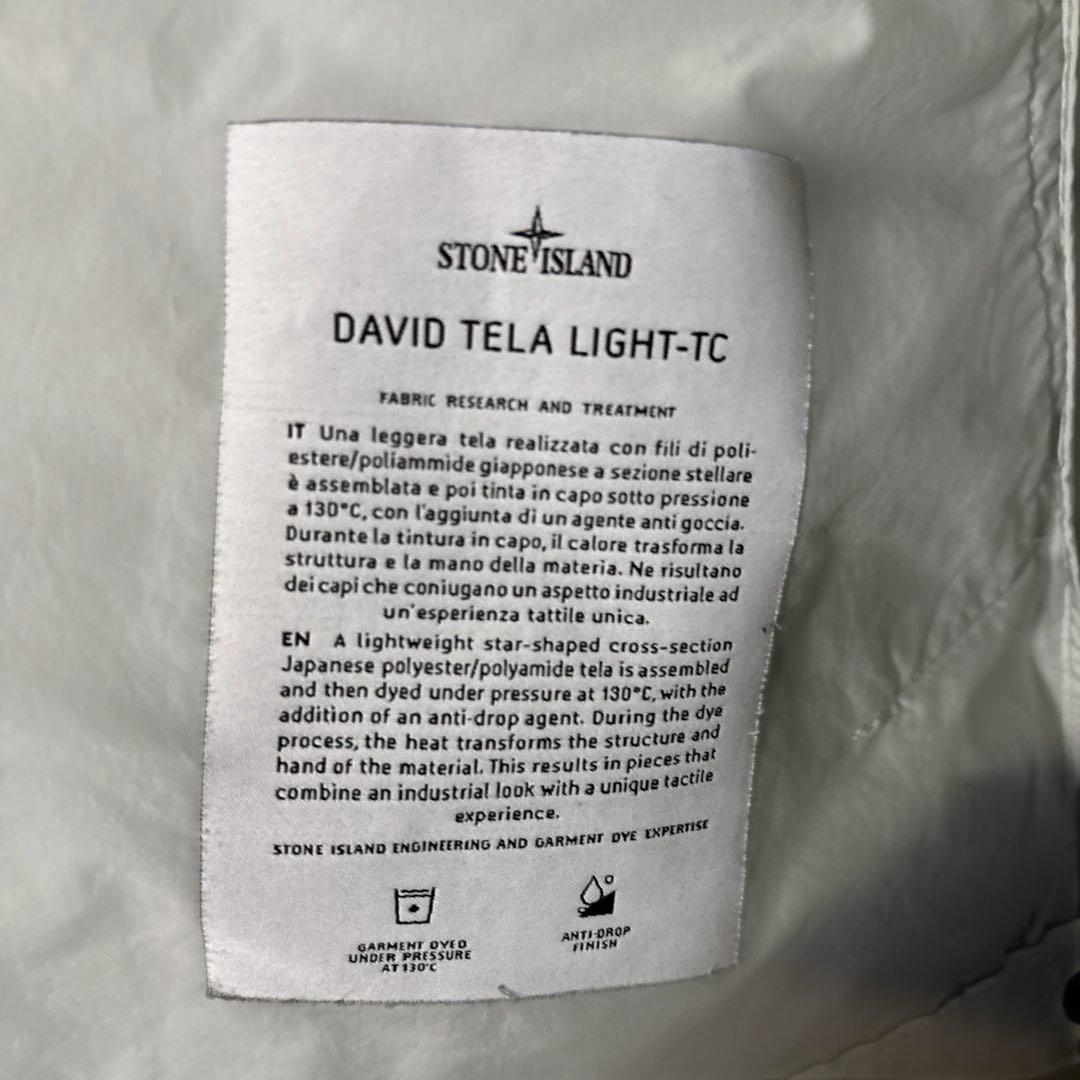 STONE ISLAND
DAVID TELA LIGHT-TC
FABRIC RESEARCH AND TREATMENT
IT Una leggera tela realizzata con fili di poli-
estere/poliammide giapponese a sezione stellare
è assemblata e poi tinta in capo sotto pressione
a 130°C, con l'aggiunta di un agente anti goccia.
Durante la tintura in capo, il calore trasforma la
struttura e la mano della materia. Ne risultano
dei capi che coniugano un aspetto industriale ad
un'esperienza tattile unica.
EN A lightweight star-shaped cross-section
Japanese polyester/polyamide tela is assembled
and then dyed under pressure at 130°C, with the
addition of an anti-drop agent. During the dye
process, the heat transforms the structure and
hand of the material. This results in pieces that
combine an industrial look with a unique tactile
experience.
STONE ISLAND ENGINEERING AND GARMENT DYE EXPERTISE
GARMENT DYED
UNDER PRESSURE
AT 130°C
ANTI-DROP
FINISH